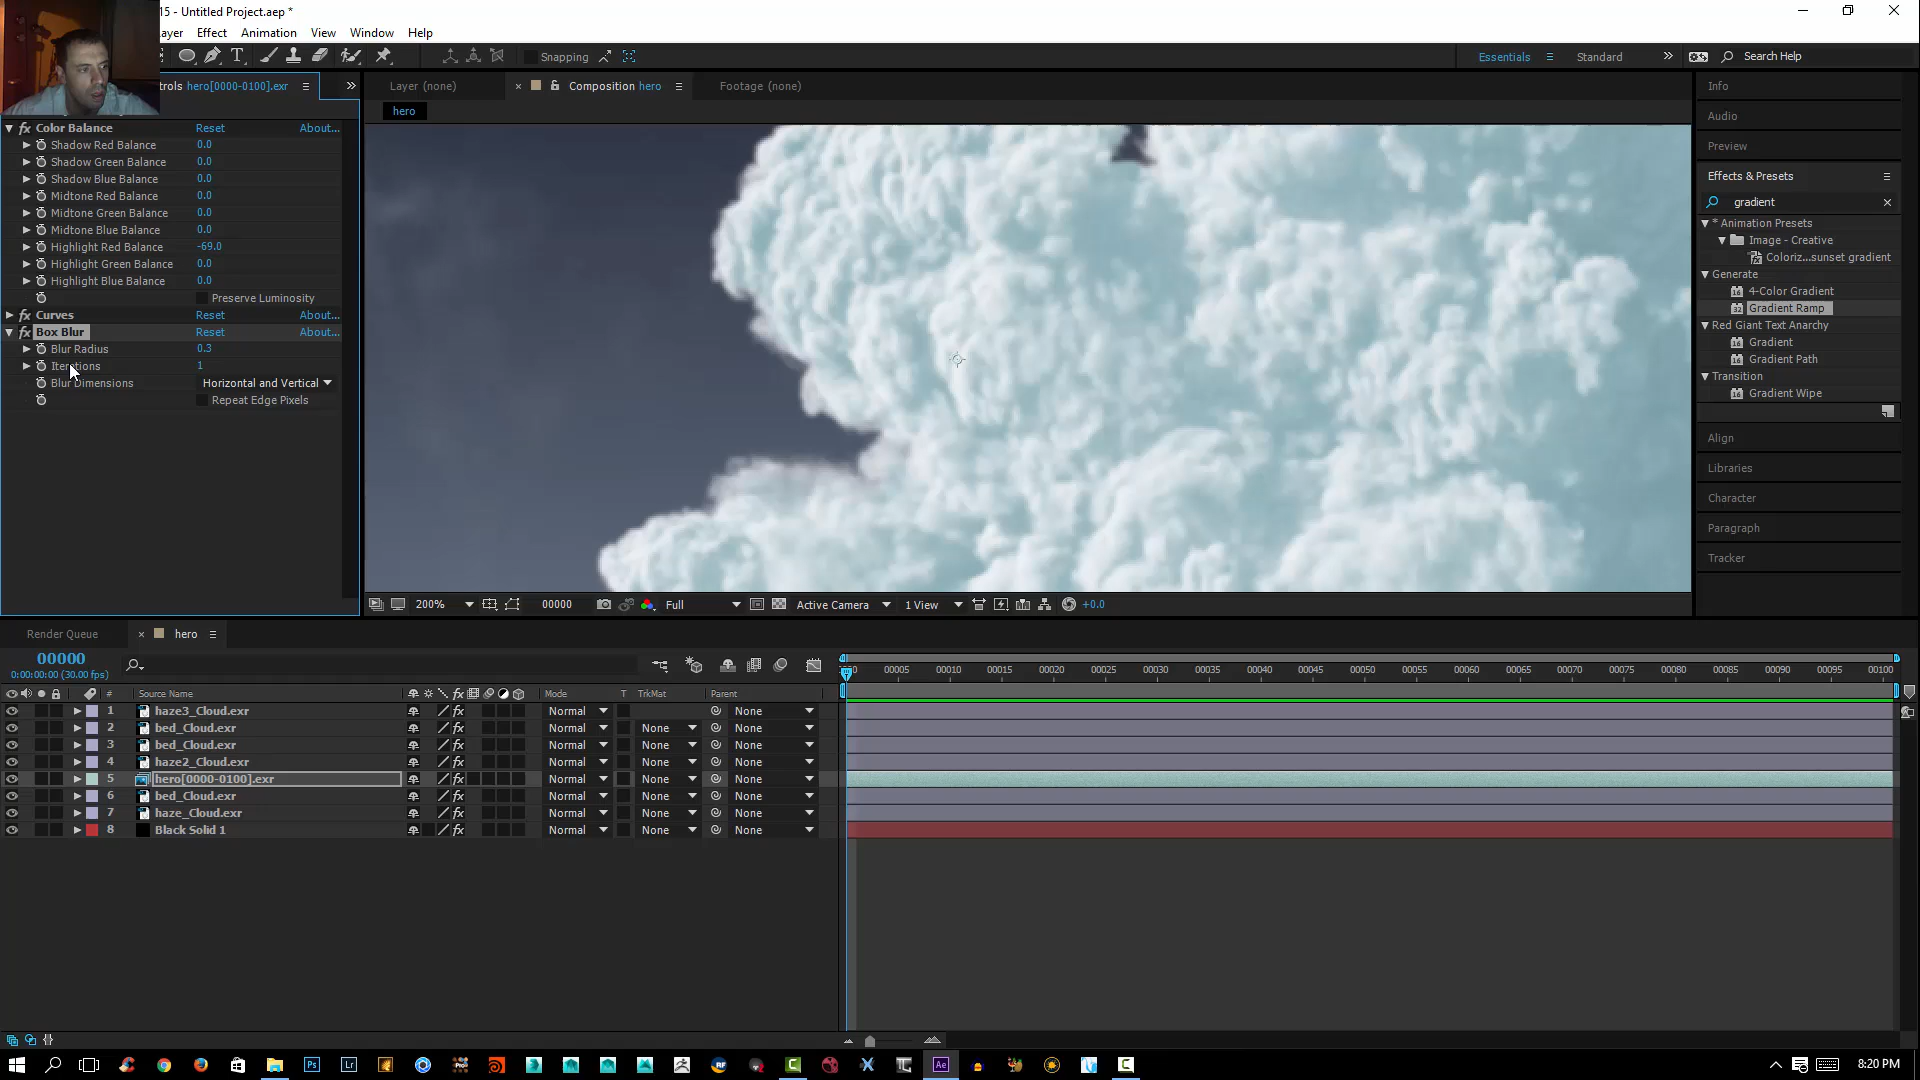 15 - Untitled Project.aep *
Effect Animation View Window Help
Snapping
Essentials Standard Search Help
hero[0000-0100].exr
Layer (none) Composition hero Footage (none)
hero
Color Balance Reset About...
Shadow Red Balance 0.0
Shadow Green Balance 0.0
Shadow Blue Balance 0.0
Midtone Red Balance 0.0
Midtone Green Balance 0.0
Midtone Blue Balance 0.0
Highlight Red Balance -69.0
Highlight Green Balance 0.0
Highlight Blue Balance 0.0
Preserve Luminosity
Curves Reset About...
Box Blur Reset About...
Blur Radius 0.3
Iterations 1
Blur Dimensions Horizontal and Vertical
Repeat Edge Pixels
Info
Audio
Preview
Effects & Presets
gradient
* Animation Presets
Image - Creative
Coloriz...sunset gradient
Generate
4-Color Gradient
Gradient Ramp
Red Giant Text Anarchy
Gradient
Gradient Path
Transition
Gradient Wipe
Align
Libraries
Character
Paragraph
Tracker
200% 00000 Full Active Camera 1 View +0.0
Render Queue hero
00000
0:00:00:00 (30.00 fps)
00005 00010 00015 00020 00025 00030 00035 00040 00045 00050 00055 00060 00065 00070 00075 00080 00085 00090 00095 00100
# Source Name Mode T TrkMat Parent
1 haze3_Cloud.exr Normal None
2 bed_Cloud.exr Normal None None
3 bed_Cloud.exr Normal None None
4 haze2_Cloud.exr Normal None None
5 hero[0000-0100].exr Normal None None
6 bed_Cloud.exr Normal None None
7 haze_Cloud.exr Normal None None
8 Black Solid 1 Normal None None
8:20 PM